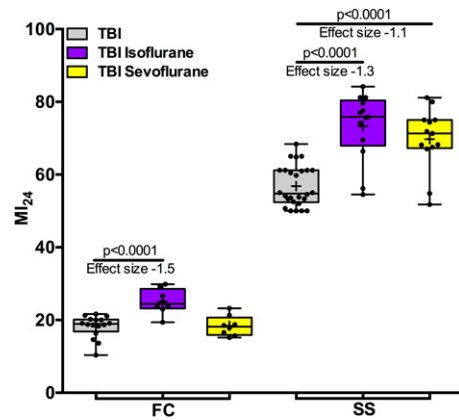 p<0.0001
Effect size -1.1
TBI
TBI Isoflurane
TBI Sevoflurane
p<0.0001
Effect size -1.3
100
80
60
40
20
0
MI24
p<0.0001
Effect size -1.5
FC
SS